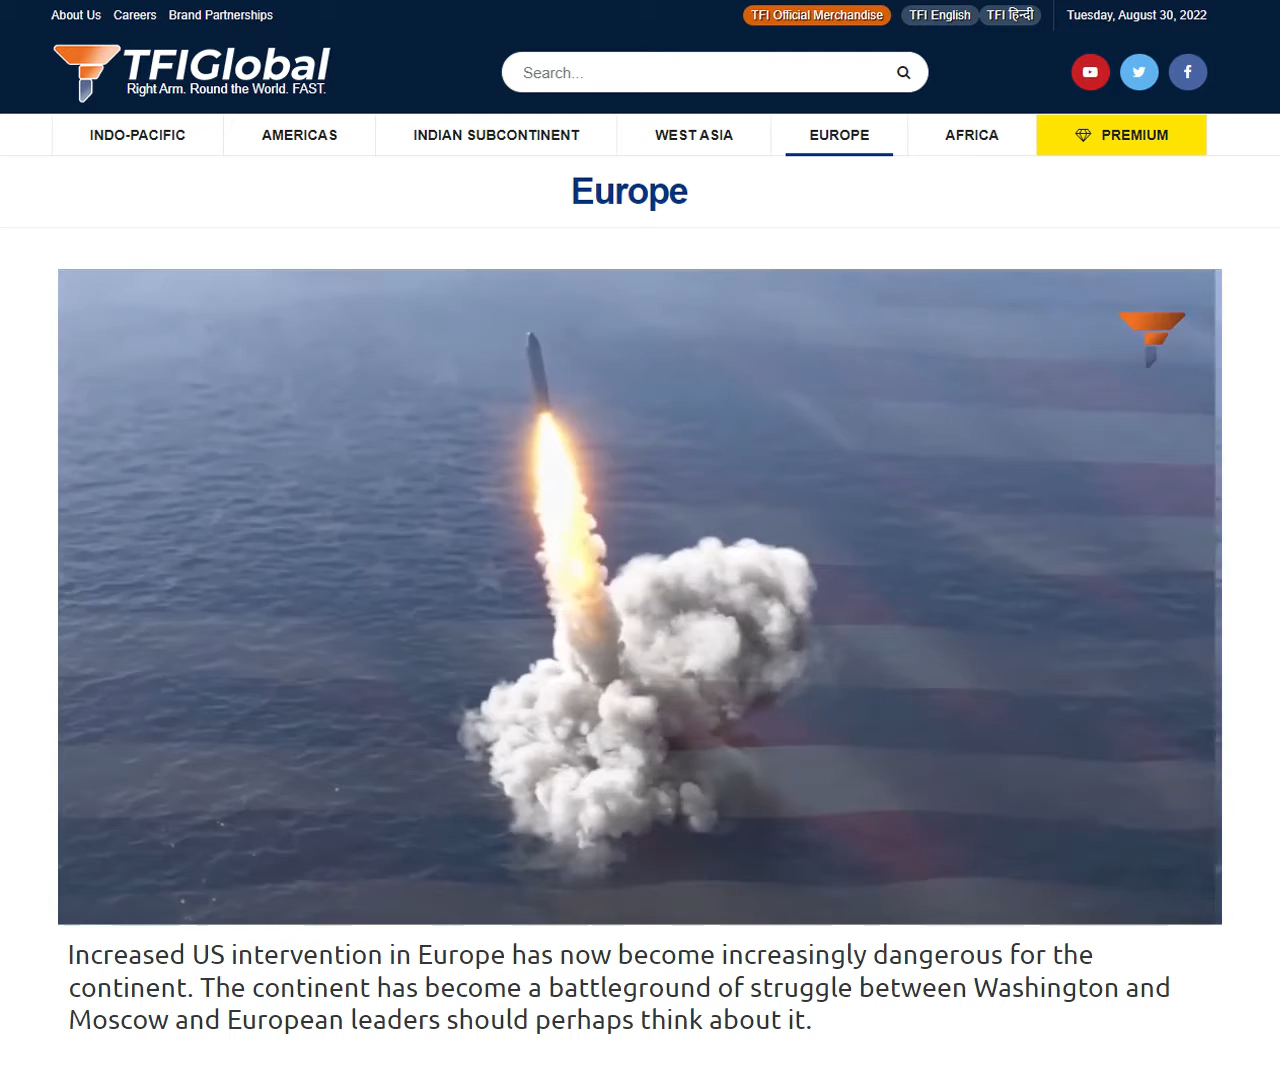 About Us Careers Brand Partnerships TFI Official Merchandise TFI English TFI हिन्दी Tuesday, August 30, 2022
TFIGlobal
Right Arm. Round the World. FAST.
Search...
INDO-PACIFIC AMERICAS INDIAN SUBCONTINENT WEST ASIA EUROPE AFRICA PREMIUM
Europe
Increased US intervention in Europe has now become increasingly dangerous for the
continent. The continent has become a battleground of struggle between Washington and
Moscow and European leaders should perhaps think about it.